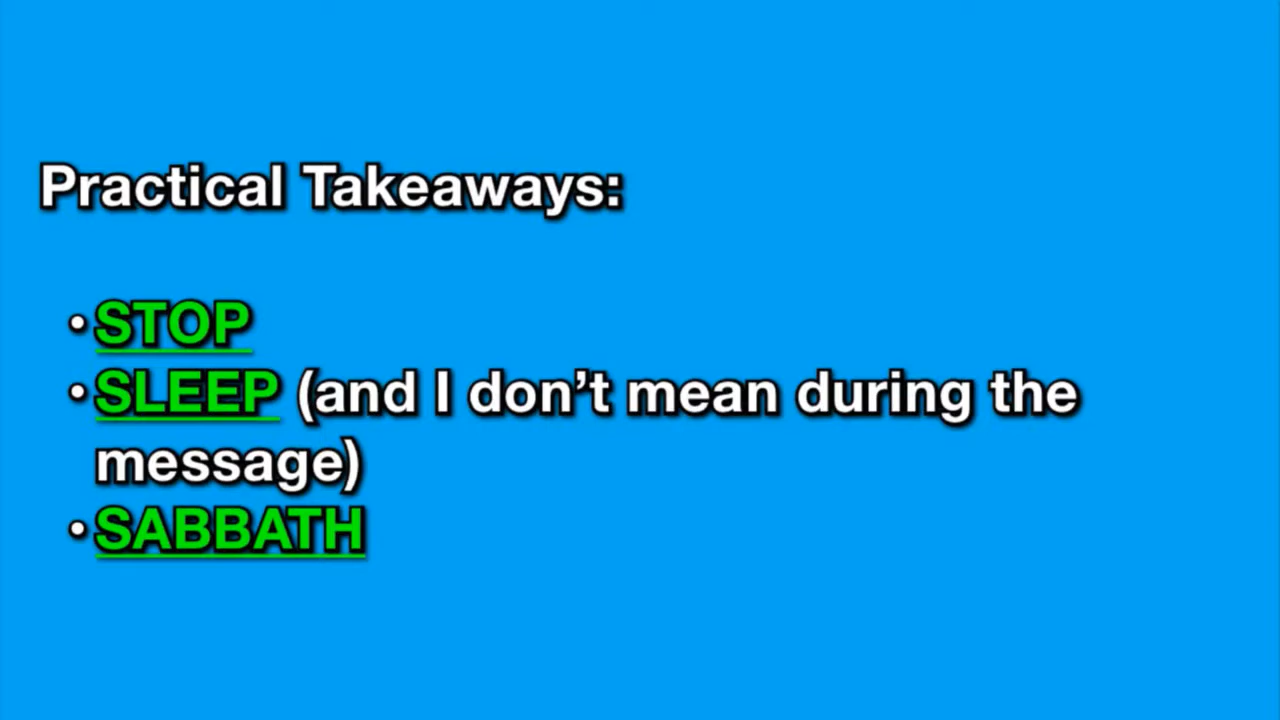 Practical Takeaways:
•STOP
•SLEEP (and I don’t mean during the
message)
•SABBATH